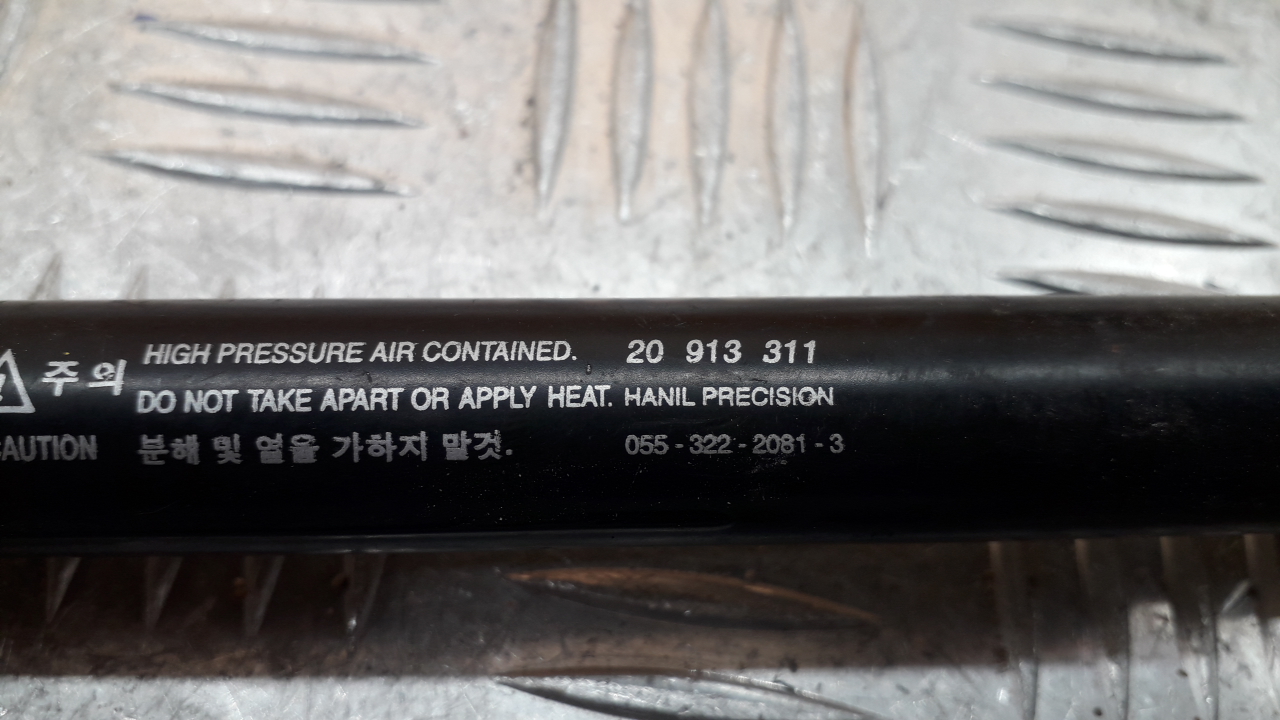 주의 HIGH PRESSURE AIR CONTAINED. 20 913 311
DO NOT TAKE APART OR APPLY HEAT. HANIL PRECISION
CAUTION 분해 및 열을 가하지 말것. 055-322-2081-3